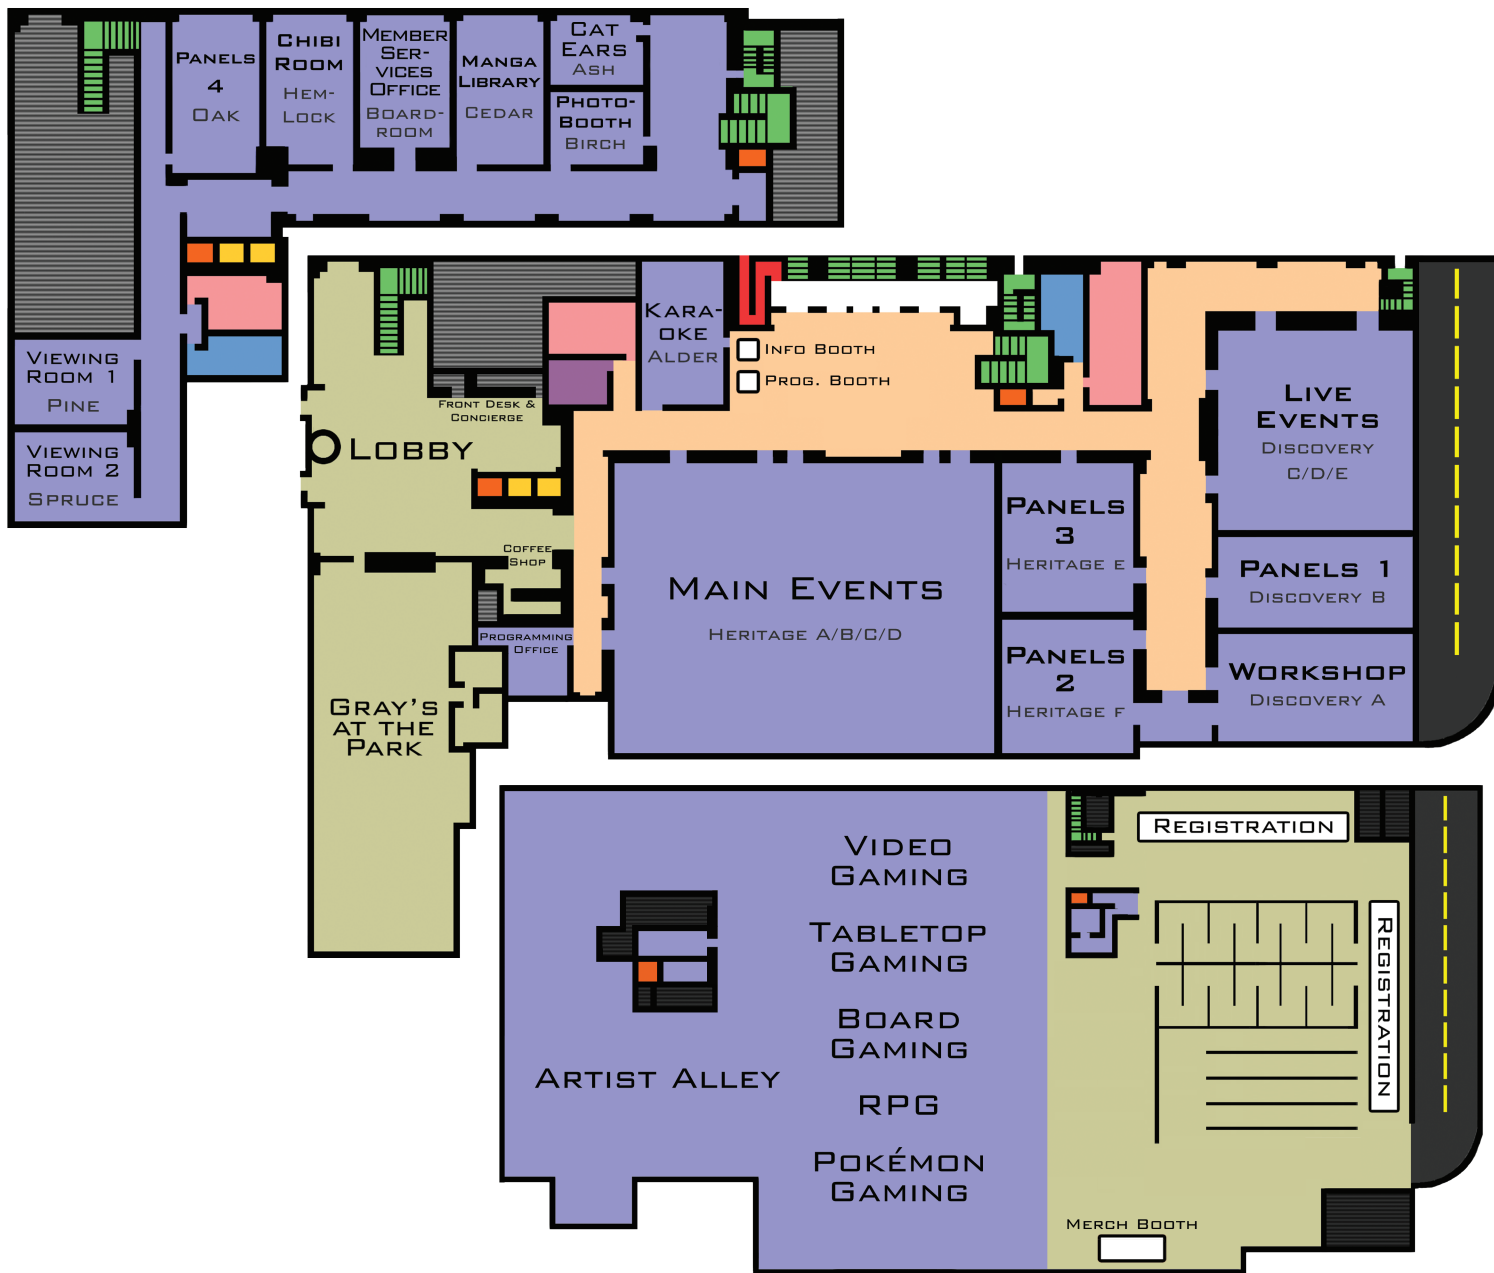 PANELS
4
OAK
CHIBI
ROOM
HEM-
LOCK
MEMBER
SER-
VICES
OFFICE
BOARD-
ROOM
MANGA
LIBRARY
CEDAR
CAT
EARS
ASH
PHOTO-
BOOTH
BIRCH
VIEWING
ROOM 1
PINE
VIEWING
ROOM 2
SPRUCE
KARA-
OKE
ALDER
INFO BOOTH
PROG. BOOTH
FRONT DESK &
CONCIERGE
LOBBY
LIVE
EVENTS
DISCOVERY
C/D/E
COFFEE
SHOP
PANELS
3
HERITAGE E
MAIN EVENTS
HERITAGE A/B/C/D
PANELS 1
DISCOVERY B
PROGRAMMING
OFFICE
PANELS
2
HERITAGE F
WORKSHOP
DISCOVERY A
GRAY'S
AT THE
PARK
VIDEO
GAMING
TABLETOP
GAMING
BOARD
GAMING
RPG
POKÉMON
GAMING
ARTIST ALLEY
REGISTRATION
REGISTRATION
MERCH BOOTH